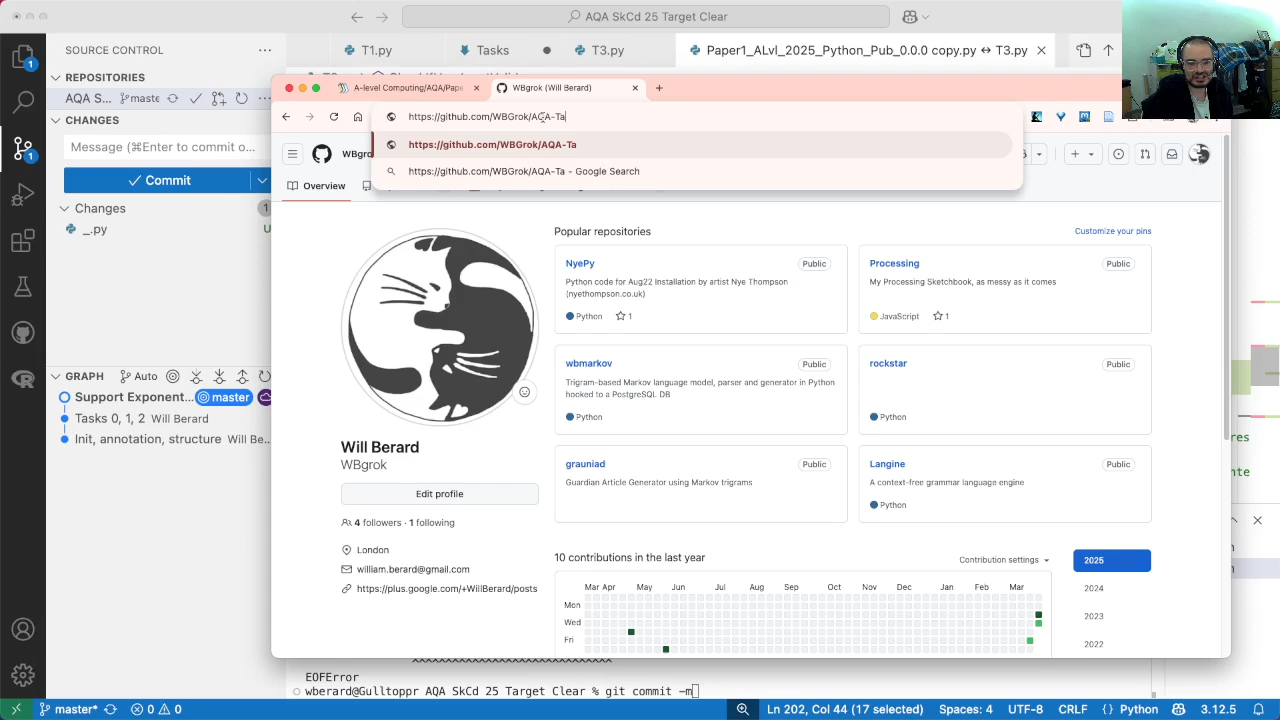 AQA SkCd 25 Target Clear
SOURCE CONTROL
T1.py
Tasks
T3.py
Paper1_ALvl_2025_Python_Pub_0.0.0 copy.py ↔ T3.py
REPOSITORIES
AQA S...
master
CHANGES
Message (⌘Enter to commit o...
Commit
Changes
1
_.py
U
GRAPH
Auto
Support Exponent...
master
Tasks 0, 1, 2 Will Berard
Init, annotation, structure Will Be...
A-level Computing/AQA/Pape
WBGrok (Will Berard)
https://github.com/WBGrok/AQA-Ta
https://github.com/WBGrok/AQA-Ta
https://github.com/WBGrok/AQA-Ta - Google Search
WBgro
Overview
Popular repositories
Customize your pins
NyePy
Public
Python code for Aug22 Installation by artist Nye Thompson
(nyethompson.co.uk)
Python
1
Processing
Public
My Processing Sketchbook, as messy as it comes
JavaScript
1
wbmarkov
Public
Trigram-based Markov language model, parser and generator in Python
hooked to a PostgreSQL DB
Python
rockstar
Public
Python
grauniad
Public
Guardian Article Generator using Markov trigrams
Langine
Public
A context-free grammar language engine
Python
Will Berard
WBgrok
Edit profile
4 followers · 1 following
London
william.berard@gmail.com
https://plus.google.com/+WillBerard/posts
10 contributions in the last year
Contribution settings
2025
2024
2023
2022
Mar Apr May Jun Jul Aug Sep Oct Nov Dec Jan Feb Mar
Mon
Wed
Fri
res
nte
^^^^^^^^^^^^^^^^^^^^^^^^^^^^^
EOFError
wberard@Gulltoppr AQA SkCd 25 Target Clear % git commit -m
master*
0
0
Ln 202, Col 44 (17 selected)
Spaces: 4
UTF-8
CRLF
Python
3.12.5